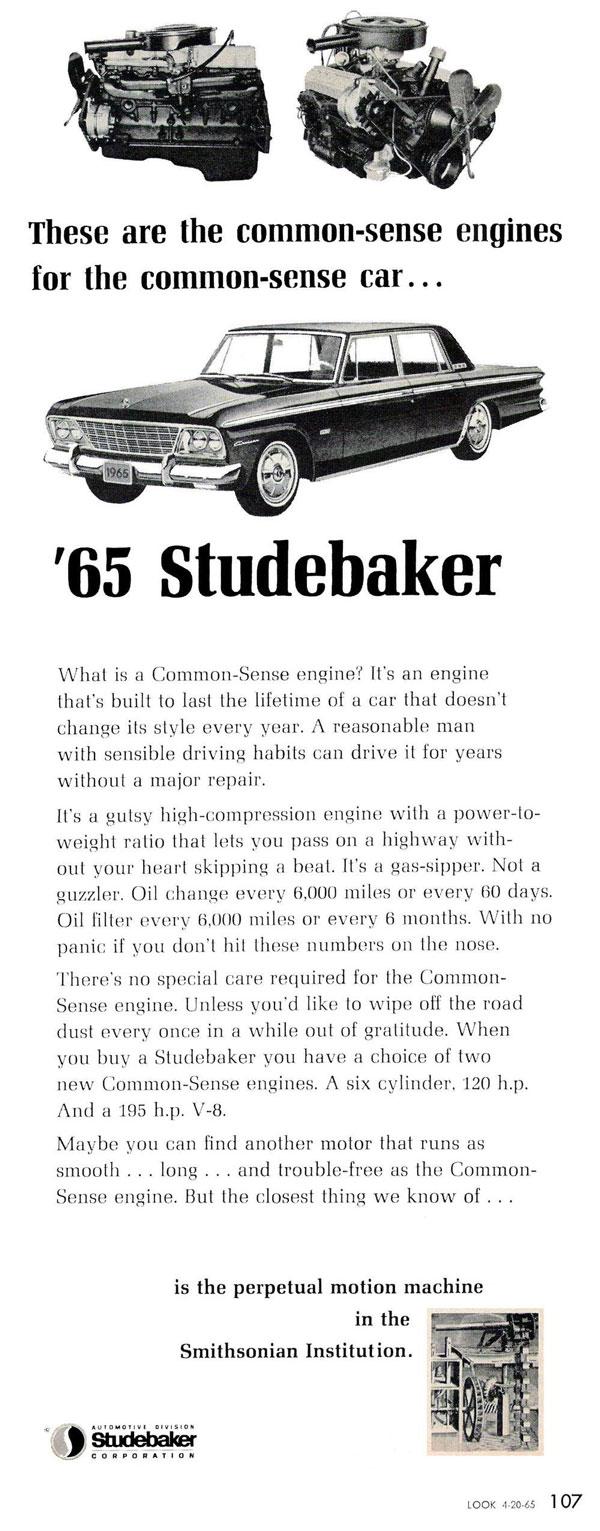 These are the common-sense engines
for the common-sense car...
1965
Cruiser
'65 Studebaker
What is a Common-Sense engine? It's an engine
that's built to last the lifetime of a car that doesn't
change its style every year. A reasonable man
with sensible driving habits can drive it for years
without a major repair.
It's a gutsy high-compression engine with a power-to-
weight ratio that lets you pass on a highway with-
out your heart skipping a beat. It's a gas-sipper. Not a
guzzler. Oil change every 6,000 miles or every 60 days.
Oil filter every 6,000 miles or every 6 months. With no
panic if you don't hit these numbers on the nose.
There's no special care required for the Common-
Sense engine. Unless you'd like to wipe off the road
dust every once in a while out of gratitude. When
you buy a Studebaker you have a choice of two
new Common-Sense engines. A six cylinder, 120 h.p.
And a 195 h.p. V-8.
Maybe you can find another motor that runs as
smooth . . . long . . . and trouble-free as the Common-
Sense engine. But the closest thing we know of . . .
is the perpetual motion machine
in the
Smithsonian Institution.
AUTOMOTIVE DIVISION
Studebaker
CORPORATION
LOOK 4-20-65 107